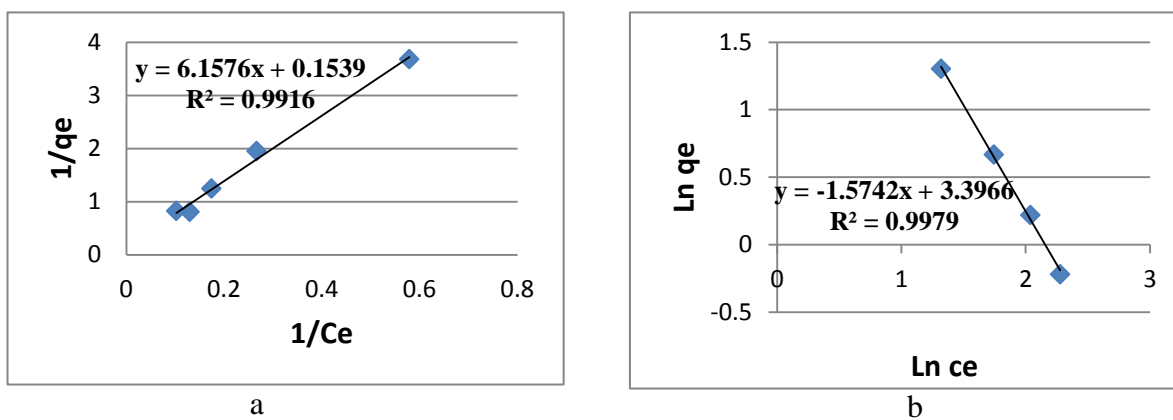 4
3
2
1
0
y = 6.1576x + 0.1539
R² = 0.9916
1/qe
0 0.2 0.4 0.6 0.8
1/Ce
a
1.5
1
0.5
0
-0.5
y = -1.5742x + 3.3966
R² = 0.9979
Ln qe
0 1 2 3
Ln ce
b